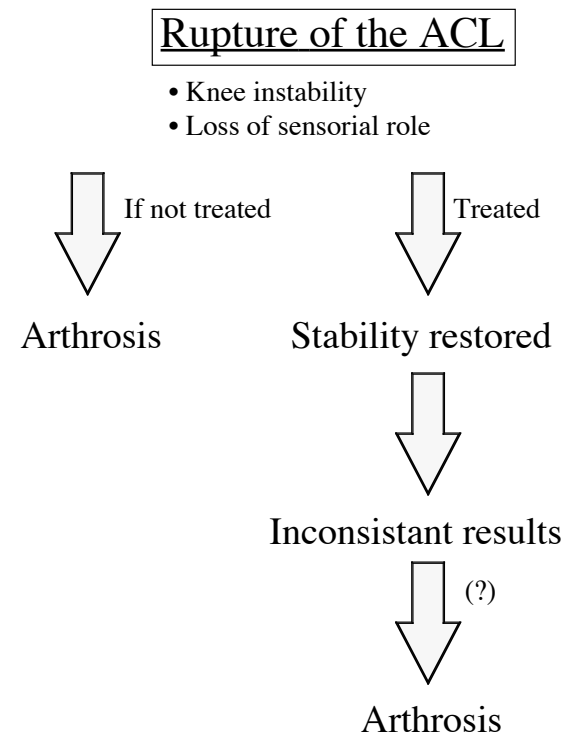 Rupture of the ACL
• Knee instability
• Loss of sensorial role
If not treated
Treated
Arthrosis
Stability restored
Inconsistant results
(?)
Arthrosis